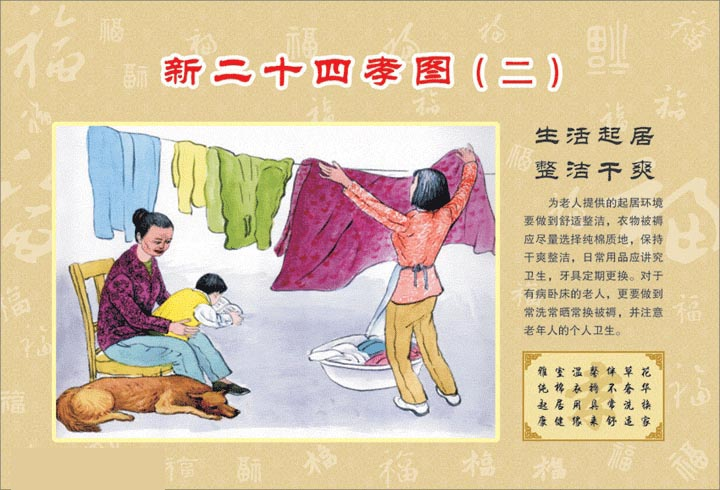 新二十四孝图（二）
生活起居
整洁干爽
为老人提供的起居环境
要做到舒适整洁，衣物被褥
应尽量选择纯棉质地，保持
干爽整洁，日常用品应讲究
卫生，牙具定期更换。对于
有病卧床的老人，更要做到
常洗常晒常换被褥，并注意
老年人的个人卫生。
雅室温馨伴草花
纯棉衣物不奢华
起居用具常洗换
康健缘来舒适家